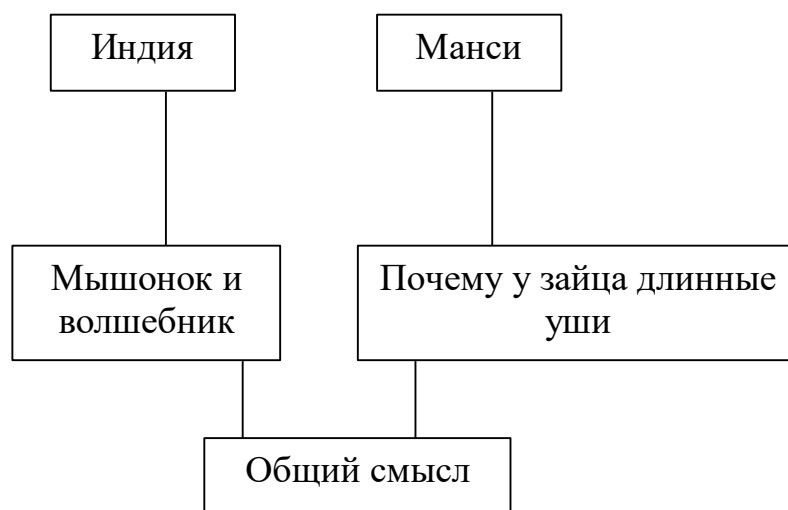 Индия
Манси
Мышонок и
волшебник
Почему у зайца длинные
уши
Общий смысл